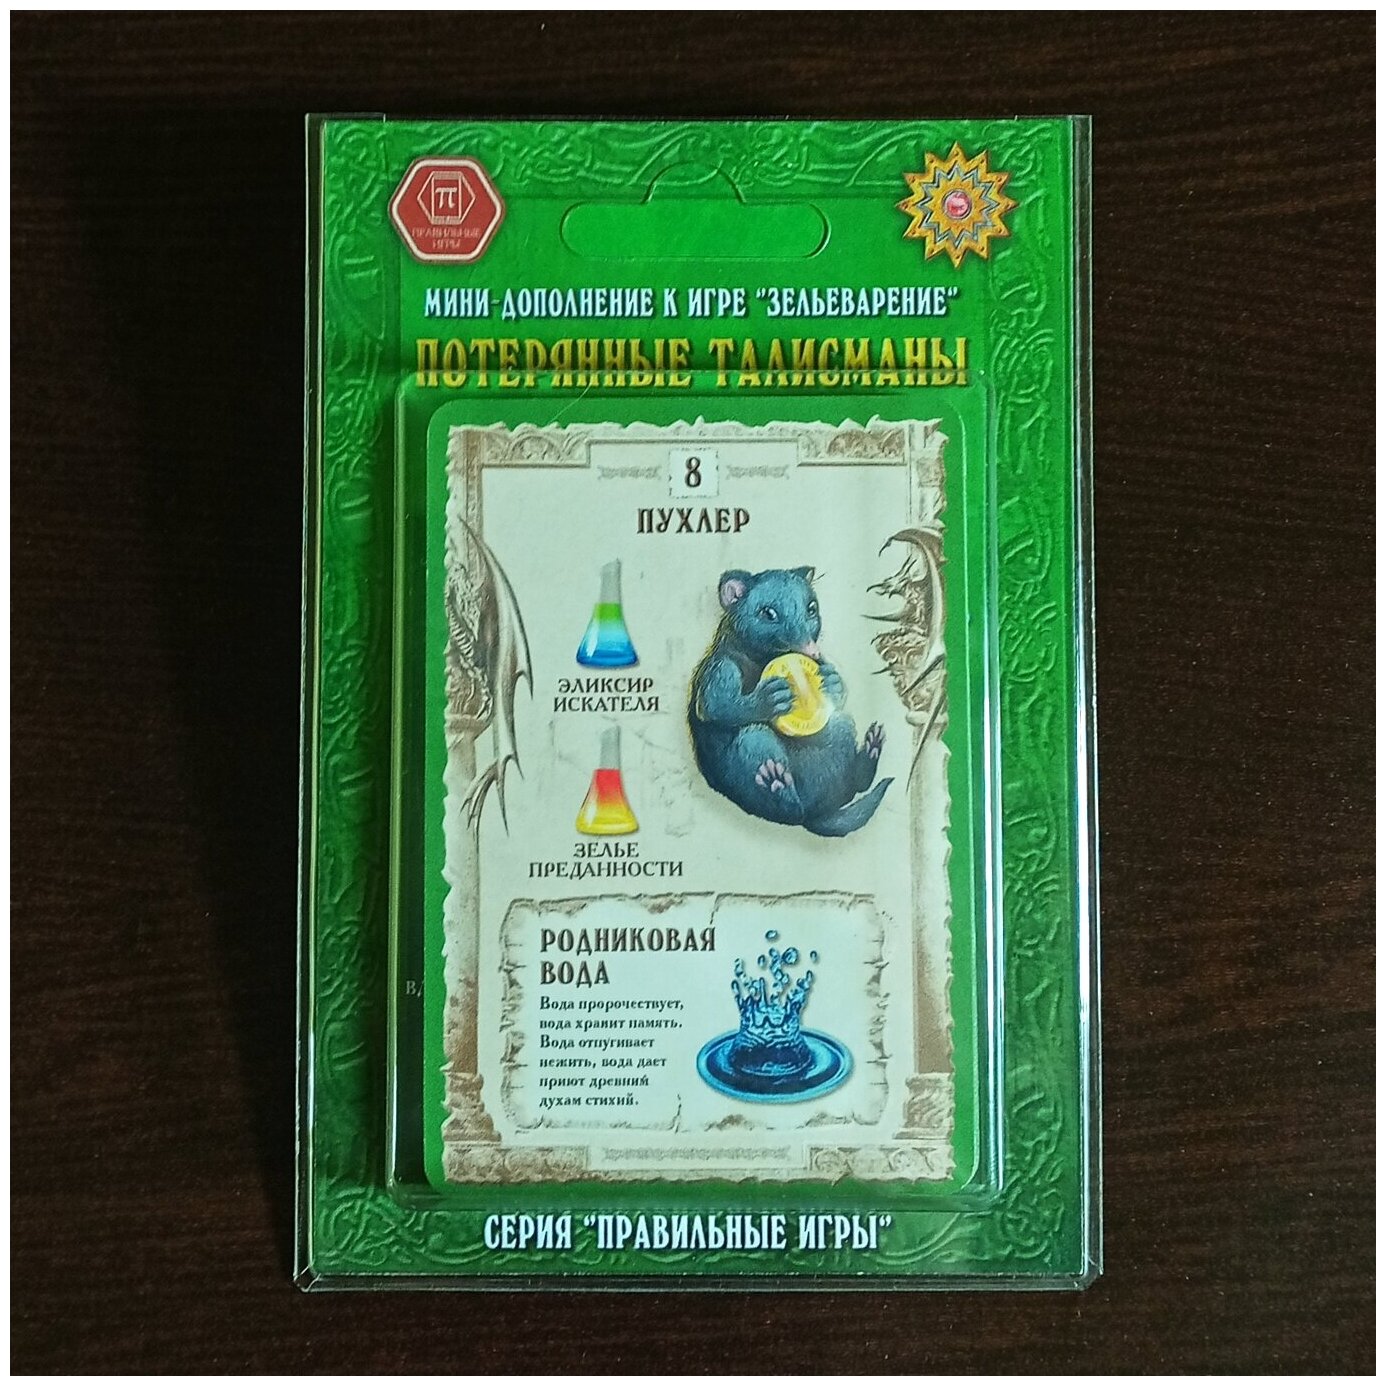 π
ПРАВИЛЬНЫЕ
ИГРЫ
МИНИ-ДОПОЛНЕНИЕ К ИГРЕ "ЗЕЛЬЕВАРЕНИЕ"
ПОТЕРЯННЫЕ ТАЛИСМАНЫ
8
ПУХЛЕР
ЭЛИКСИР
ИСКАТЕЛЯ
ЗЕЛЬЕ
ПРЕДАННОСТИ
РОДНИКОВАЯ
ВОДА
Вода пророчествует,
вода хранит память.
Вода отпугивает
нежить, вода дает
приют древний
духам стихий.
СЕРИЯ "ПРАВИЛЬНЫЕ ИГРЫ"